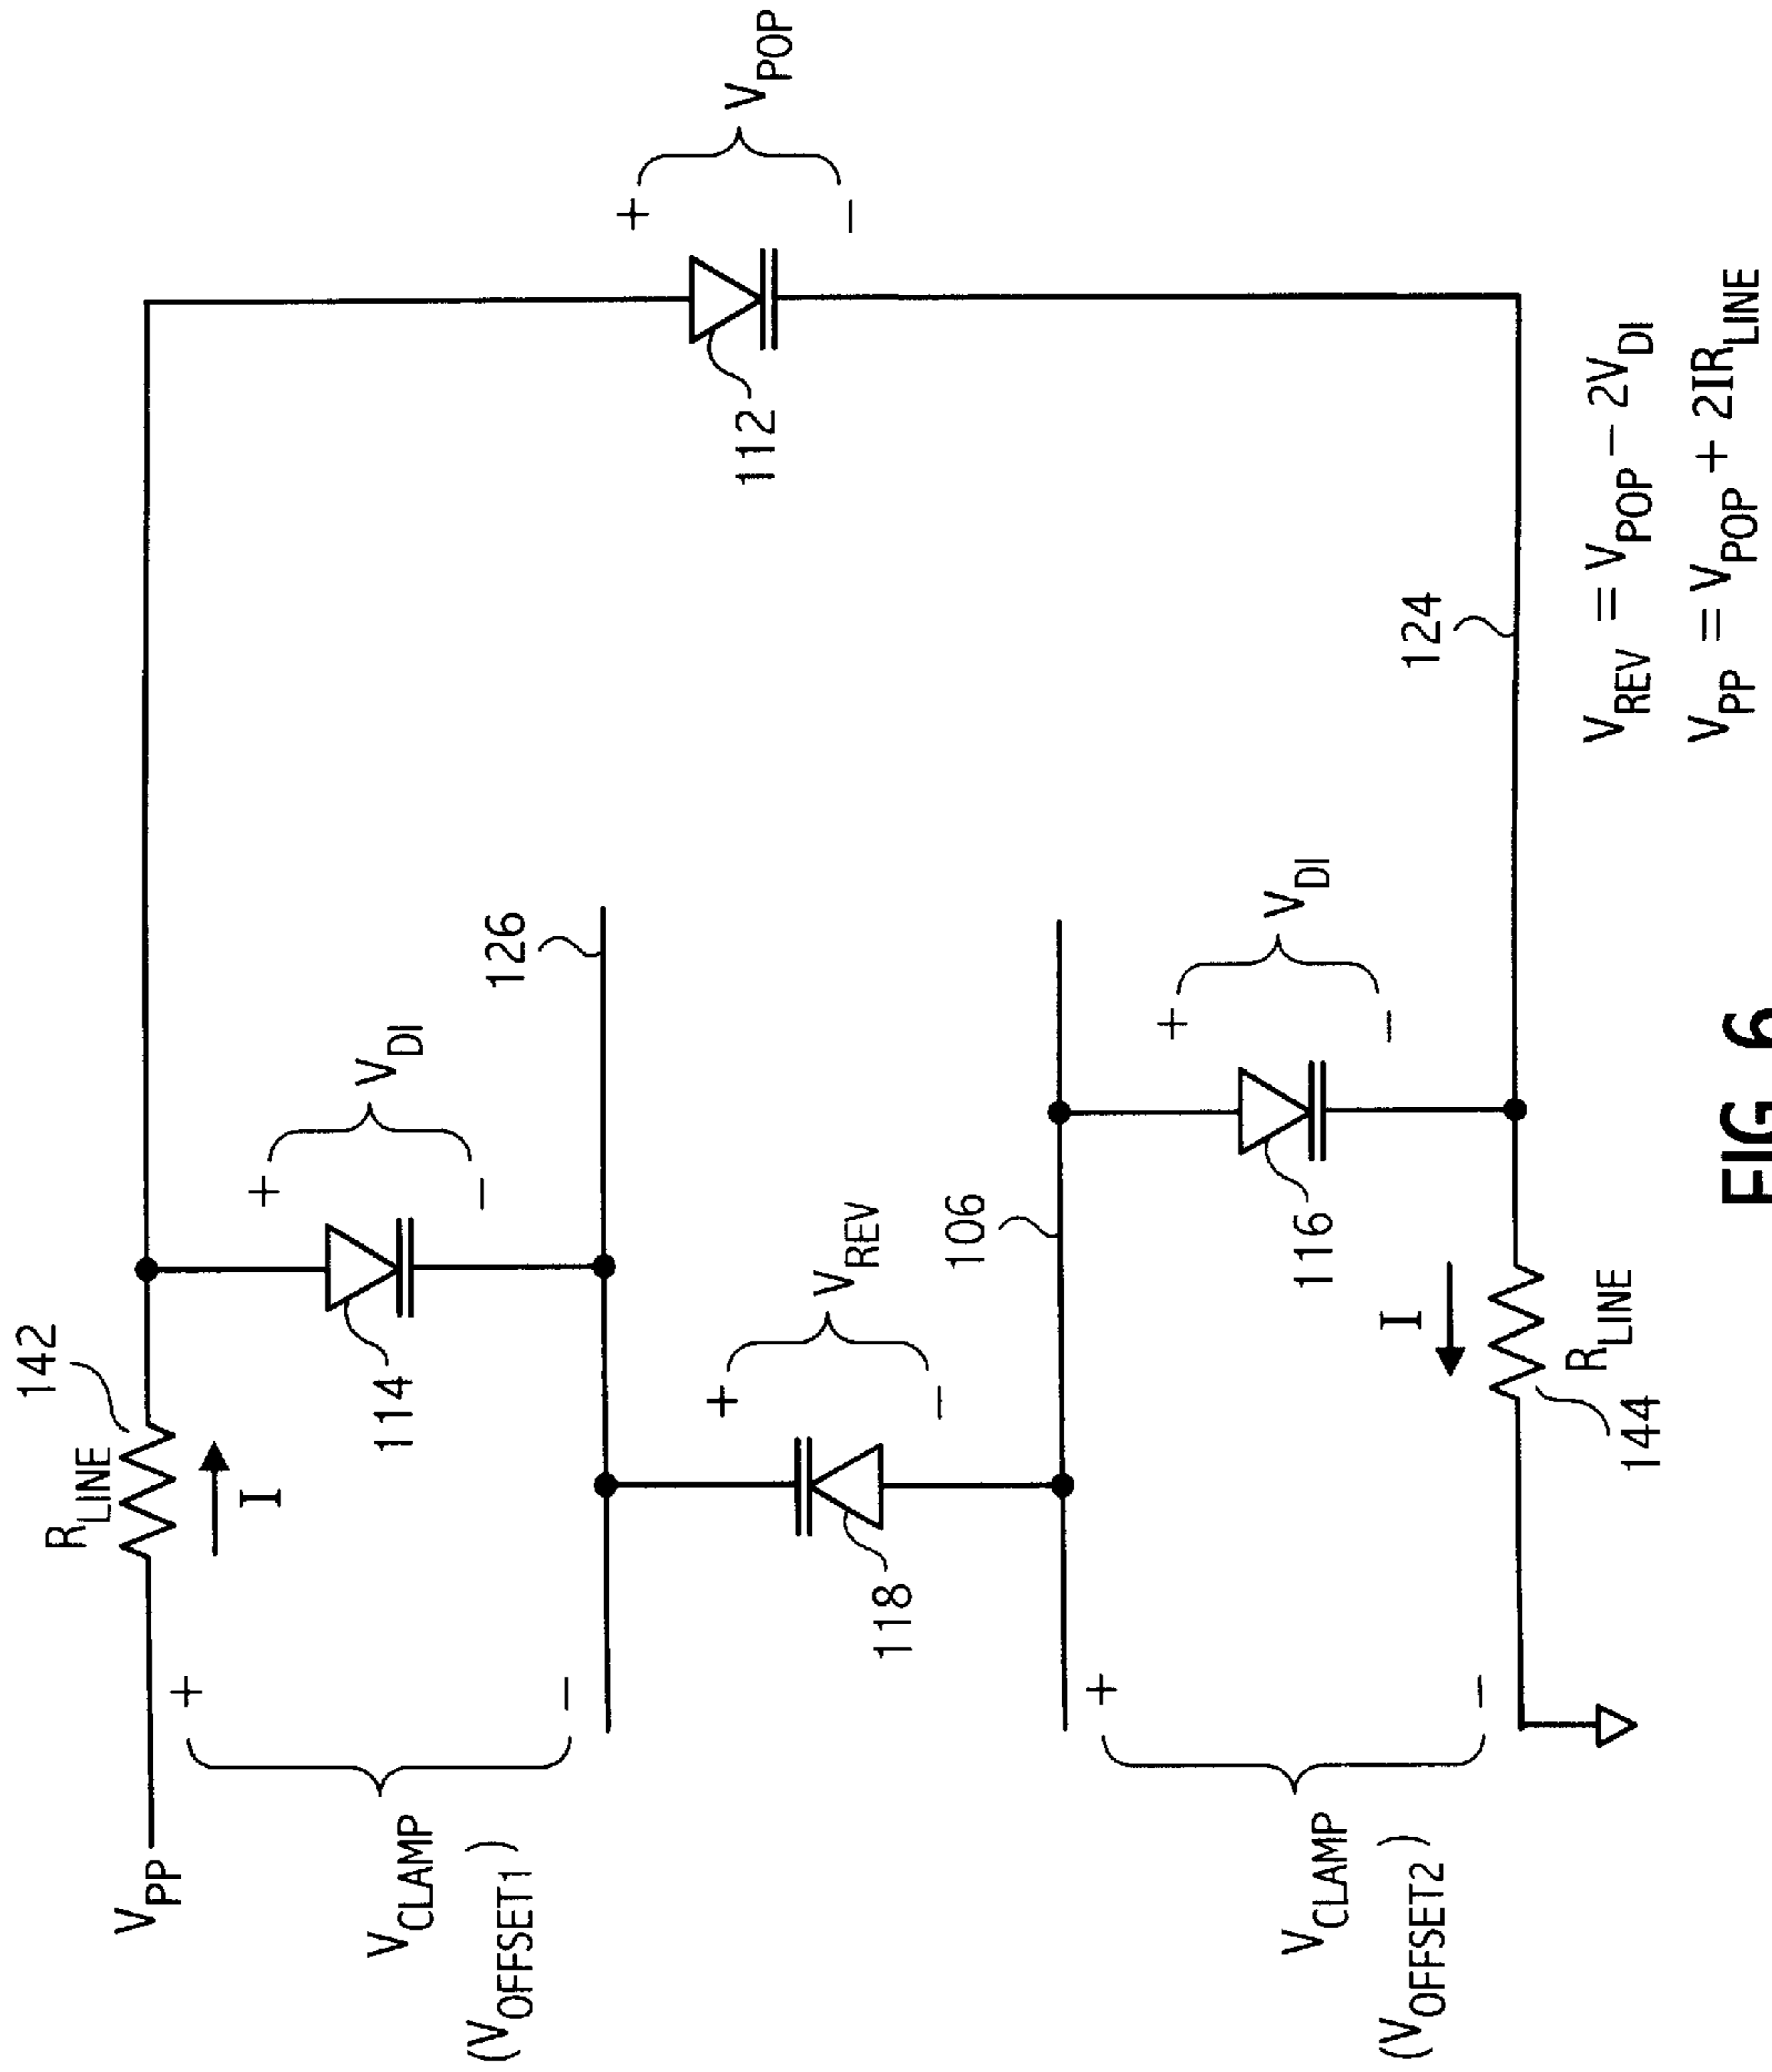 142
R_LINE
V_PP
I
+
V_CLAMP
(V_OFFSET1)
−
114
+
V_DI
−
126
118
+
V_REV
−
106
112
+
V_POP
−
+
V_CLAMP
(V_OFFSET2)
−
116
+
V_DI
−
I
144
R_LINE
124
V_REV = V_POP − 2V_DI
V_PP = V_POP + 2IR_LINE
FIG 6